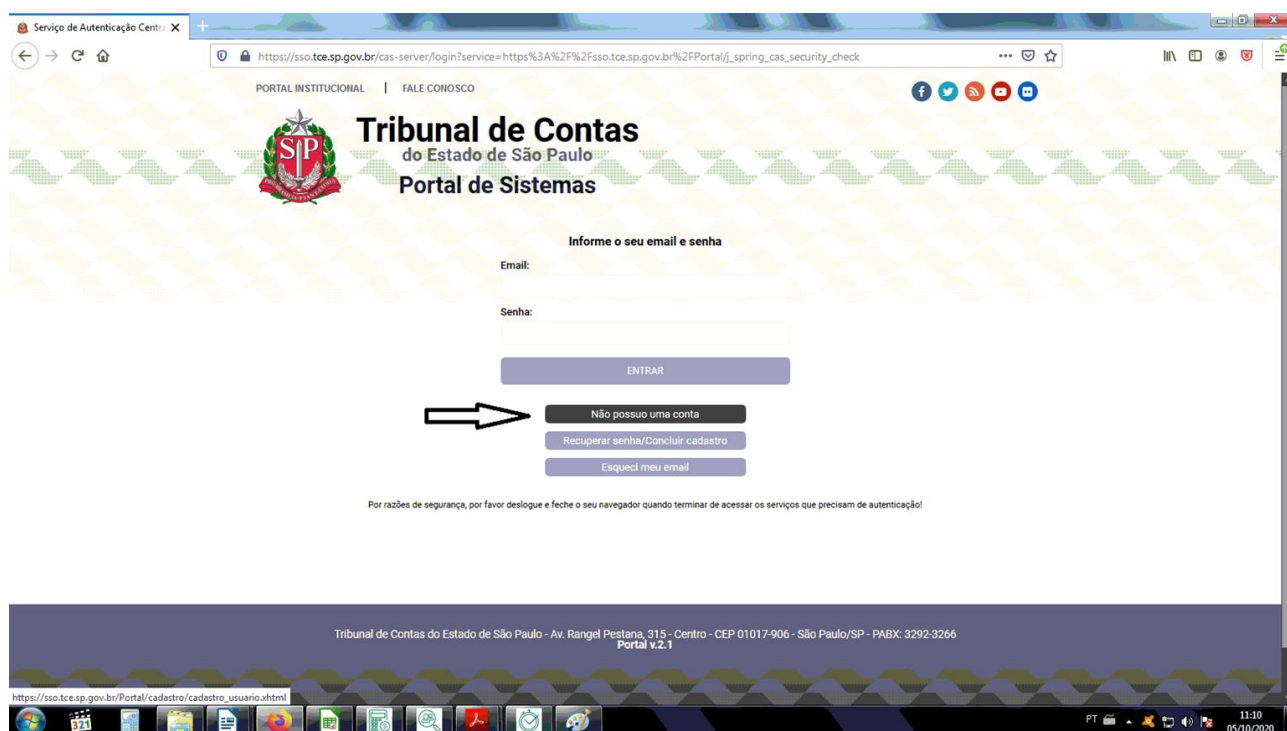 Serviço de Autenticação Centr
https://sso.tce.sp.gov.br/cas-server/login?service=https%3A%2F%2Fsso.tce.sp.gov.br%2FPortal/j_spring_cas_security_check
PORTAL INSTITUCIONAL | FALE CONOSCO
SP
Tribunal de Contas
do Estado de São Paulo
Portal de Sistemas
Informe o seu email e senha
Email:
Senha:
ENTRAR
Não possuo uma conta
Recuperar senha/Concluir cadastro
Esqueci meu email
Por razões de segurança, por favor deslogue e feche o seu navegador quando terminar de acessar os serviços que precisam de autenticação!
Tribunal de Contas do Estado de São Paulo - Av. Rangel Pestana, 315 - Centro - CEP 01017-906 - São Paulo/SP - PABX: 3292-3266
Portal v.2.1
https://sso.tce.sp.gov.br/Portal/cadastro/cadastro_usuario.xhtml
321
PT
11:10
05/10/2020